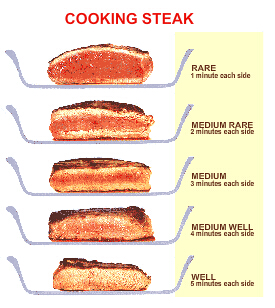 COOKING STEAK
RARE
1 minute each side
MEDIUM RARE
2 minutes each side
MEDIUM
3 minutes each side
MEDIUM WELL
4 minutes each side
WELL
5 minutes each side